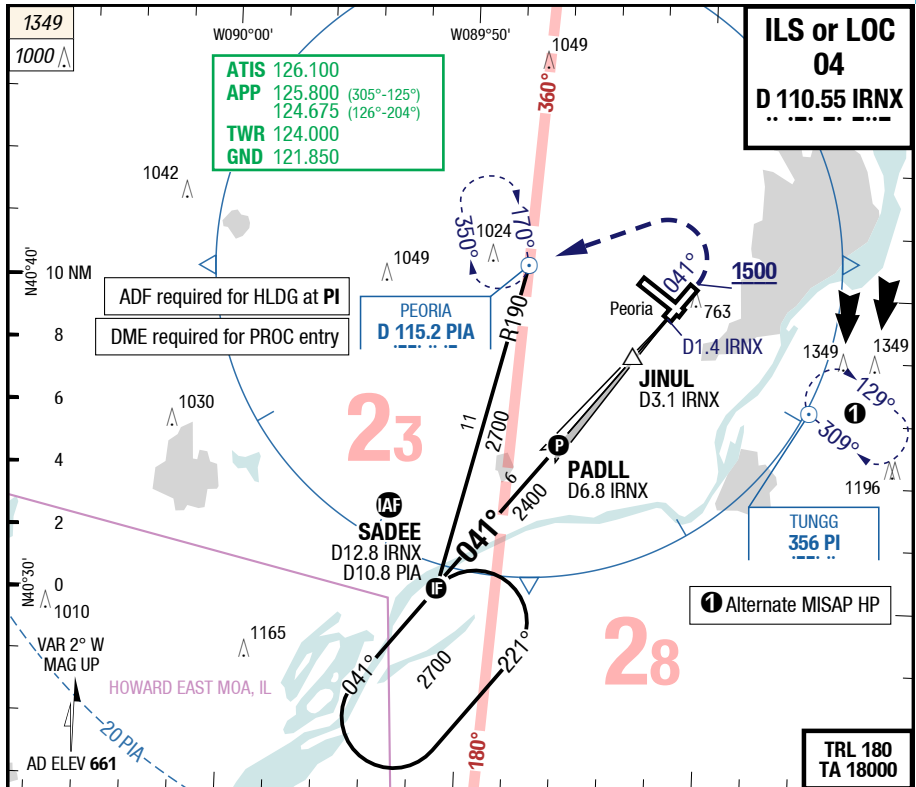 1349
1000
W090°00'
W089°50'
1049
ILS or LOC
04
D 110.55 IRNX
ATIS 126.100
APP 125.800 (305°-125°)
124.675 (126°-204°)
TWR 124.000
GND 121.850
360°
1042
1024
350°
170°
1049
N40°40'
10 NM
ADF required for HLDG at PI
DME required for PROC entry
PEORIA
D 115.2 PIA
R190
041°
1500
Peoria
763
D1.4 IRNX
8
JINUL
D3.1 IRNX
1349
1349
6
1030
23
11
2700
129°
309°
1
4
PADLL
D6.8 IRNX
P
6
2400
1196
2
IAF
SADEE
D12.8 IRNX
D10.8 PIA
041°
TUNGG
356 PI
N40°30'
0
IF
1 Alternate MISAP HP
1010
1165
28
VAR 2° W
MAG UP
HOWARD EAST MOA, IL
041°
2700
221°
20 PIA
180°
AD ELEV 661
TRL 180
TA 18000